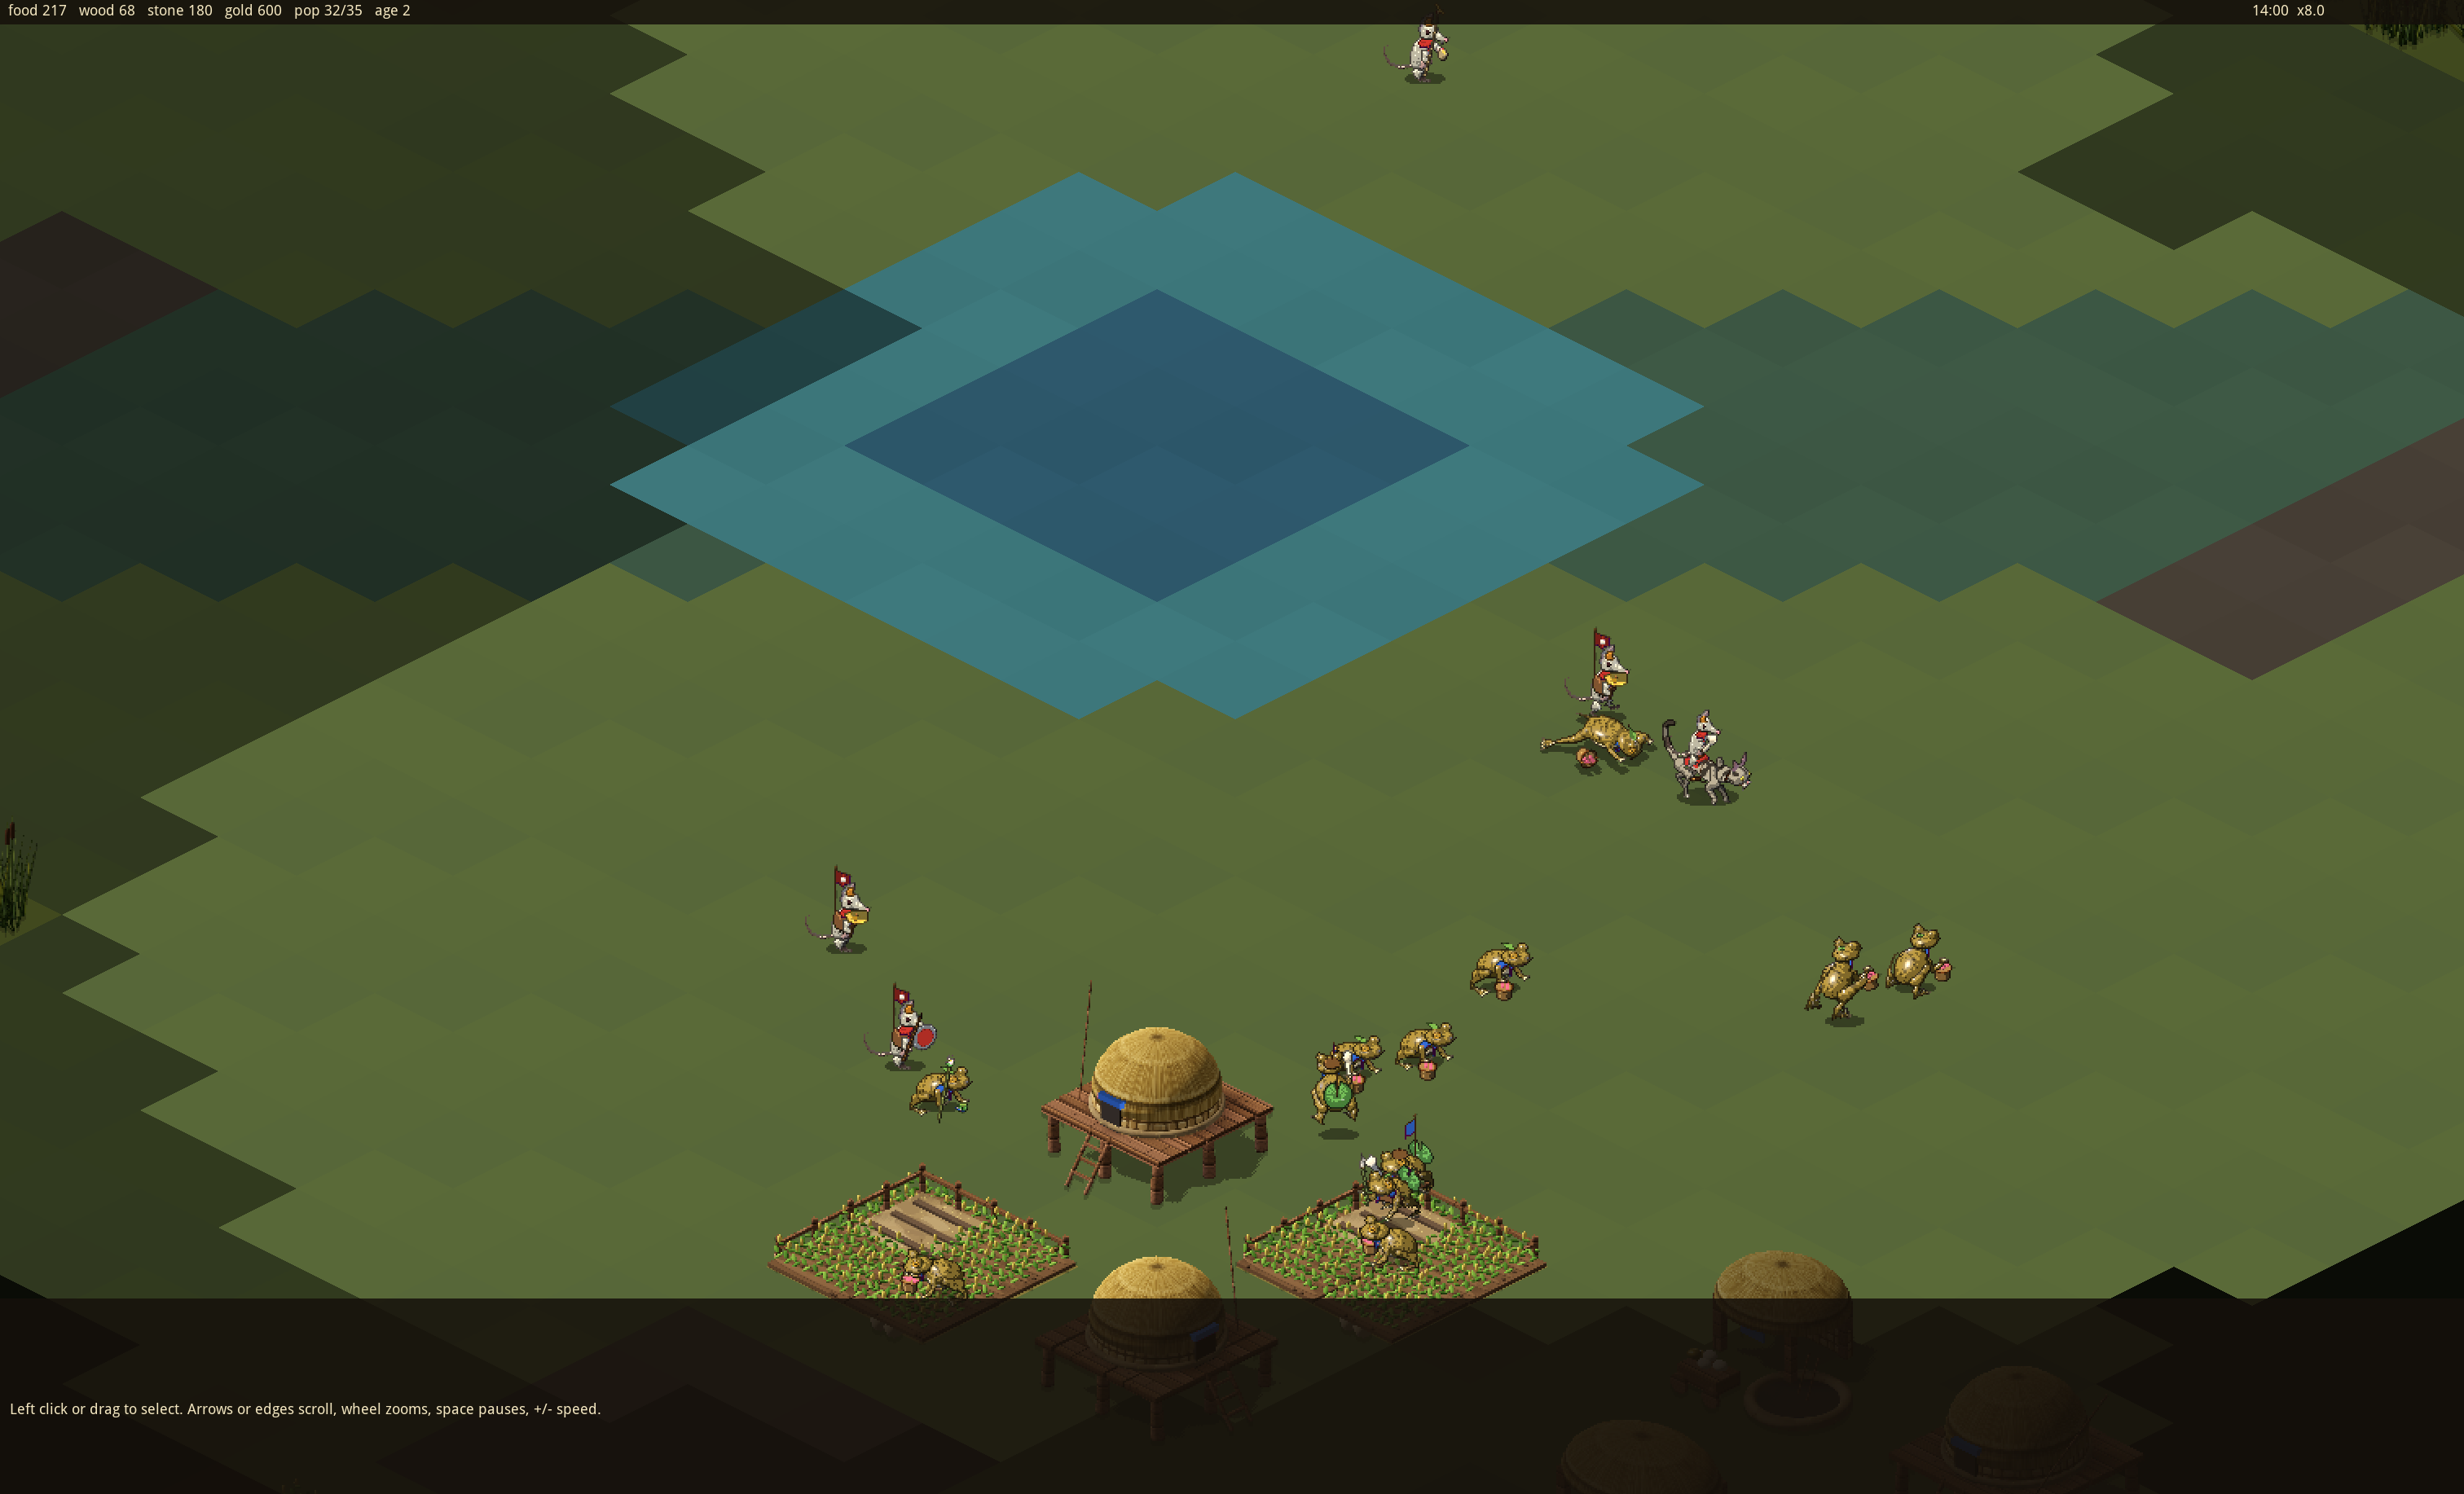 food 217 wood 68 stone 180 gold 600 pop 32/35 age 2
14:00 x8.0
Left click or drag to select. Arrows or edges scroll, wheel zooms, space pauses, +/- speed.